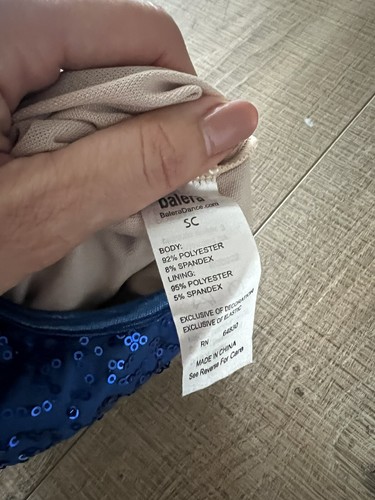 balera
BaleraDance.com
SC
BODY:
92% POLYESTER
8% SPANDEX
LINING:
95% POLYESTER
5% SPANDEX
EXCLUSIVE OF DECORATION
EXCLUSIVE OF ELASTIC
RN 64830
MADE IN CHINA
See Reverse For Care